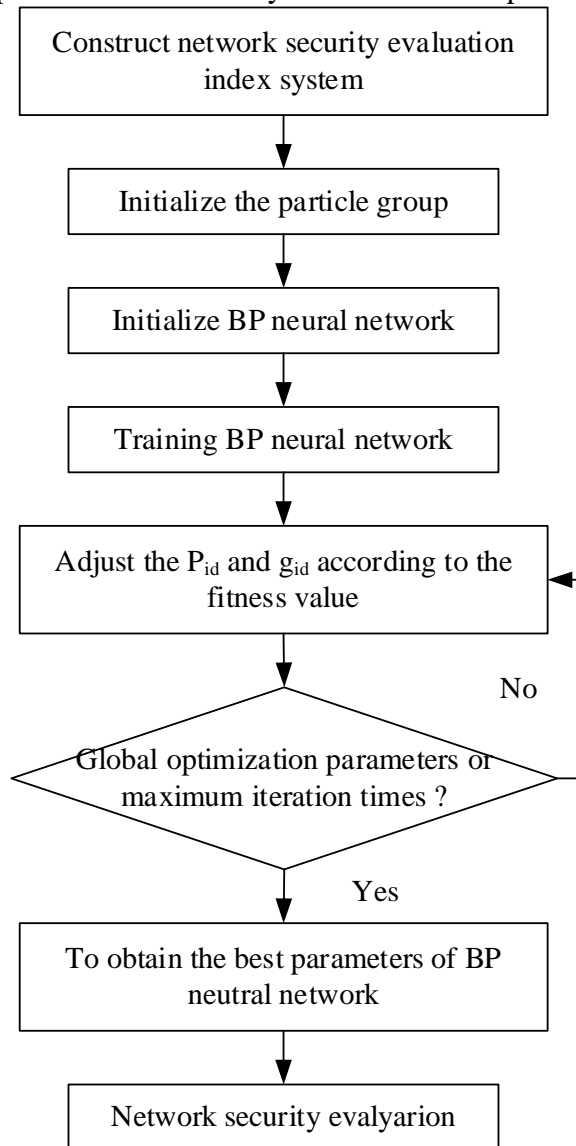 Construct network security evaluation
index system
Initialize the particle group
Initialize BP neural network
Training BP neural network
Adjust the Pid and gid according to the
fitness value
No
Global optimization parameters or
maximum iteration times ?
Yes
To obtain the best parameters of BP
neutral network
Network security evalyarion